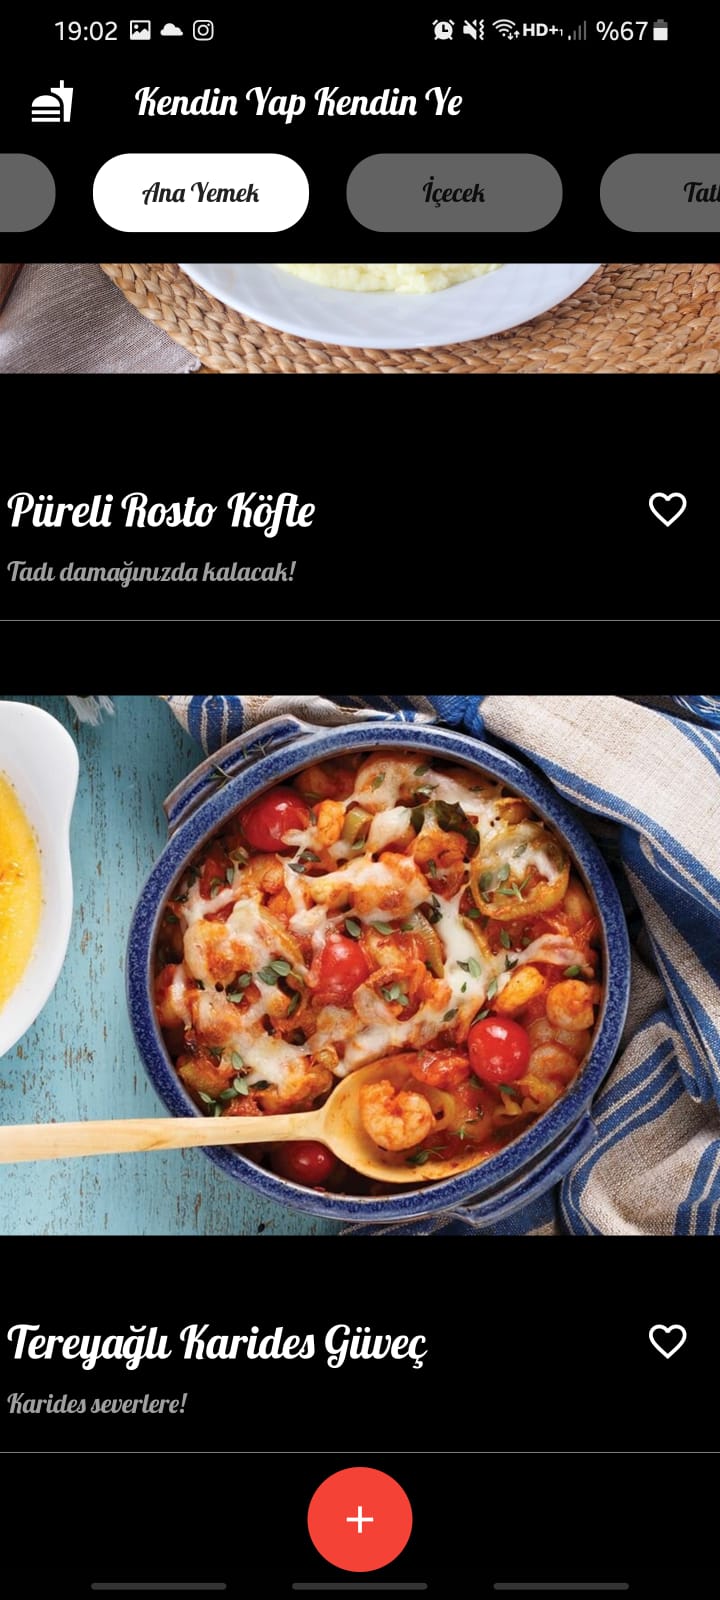 19:02 HD+ %67
Kendin Yap Kendin Ye
Ana Yemek
İçecek
Püreli Rosto Köfte
Tadı damağınızda kalacak!
Tereyağlı Karides Güveç
Karides severlere!
+